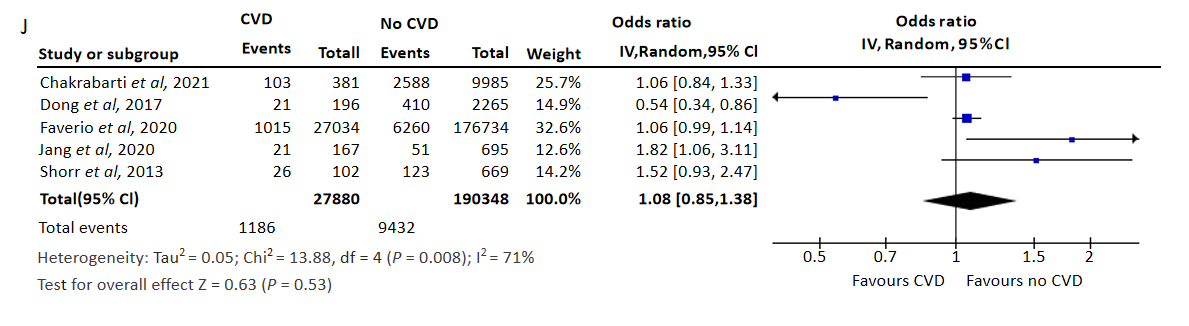 J
CVD No CVD Odds ratio Odds ratio
Study or subgroup Events Totall Events Total Weight IV,Random,95% Cl IV, Random, 95%Cl
Chakrabarti et al, 2021 103 381 2588 9985 25.7% 1.06 [0.84, 1.33]
Dong et al, 2017 21 196 410 2265 14.9% 0.54 [0.34, 0.86]
Faverio et al, 2020 1015 27034 6260 176734 32.6% 1.06 [0.99, 1.14]
Jang et al, 2020 21 167 51 695 12.6% 1.82 [1.06, 3.11]
Shorr et al, 2013 26 102 123 669 14.2% 1.52 [0.93, 2.47]
Total(95% Cl) 27880 190348 100.0% 1.08 [0.85,1.38]
Total events 1186 9432
Heterogeneity: Tau² = 0.05; Chi² = 13.88, df = 4 (P = 0.008); I² = 71%
Test for overall effect Z = 0.63 (P = 0.53)
0.5 0.7 1 1.5 2
Favours CVD Favours no CVD